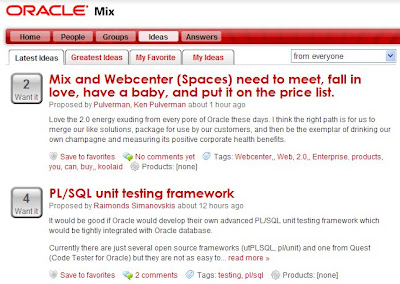 ORACLE® Mix
Home People Groups Ideas Answers
Latest Ideas Greatest Ideas My Favorite My Ideas from everyone
2
Want it
Mix and Webcenter (Spaces) need to meet, fall in
love, have a baby, and put it on the price list.
Proposed by Pulverman, Ken Pulverman about 1 hour ago
Love the 2.0 energy exuding from every pore of Oracle these days. I think the right path is for us to
merge our like solutions, package for use by our customers, and then be the exemplar of drinking our
own champagne and measuring its positive corporate health benefits.
Save to favorites No comments yet Tags: Webcenter,, Web, 2.0,, Enterprise, products,
you, can, buy,, koolaid Products: [none]
4
Want it
PL/SQL unit testing framework
Proposed by Raimonds Simanovskis about 12 hours ago
It would be good if Oracle would develop their own advanced PL/SQL unit testing framework which
would be tightly integrated with Oracle database.
Currently there are just several open source frameworks (utPLSQL, pl/unit) and one from Quest
(Code Tester for Oracle) but they are not as easy to... read more »
Save to favorites 2 comments Tags: testing, pl/sql Products: [none]